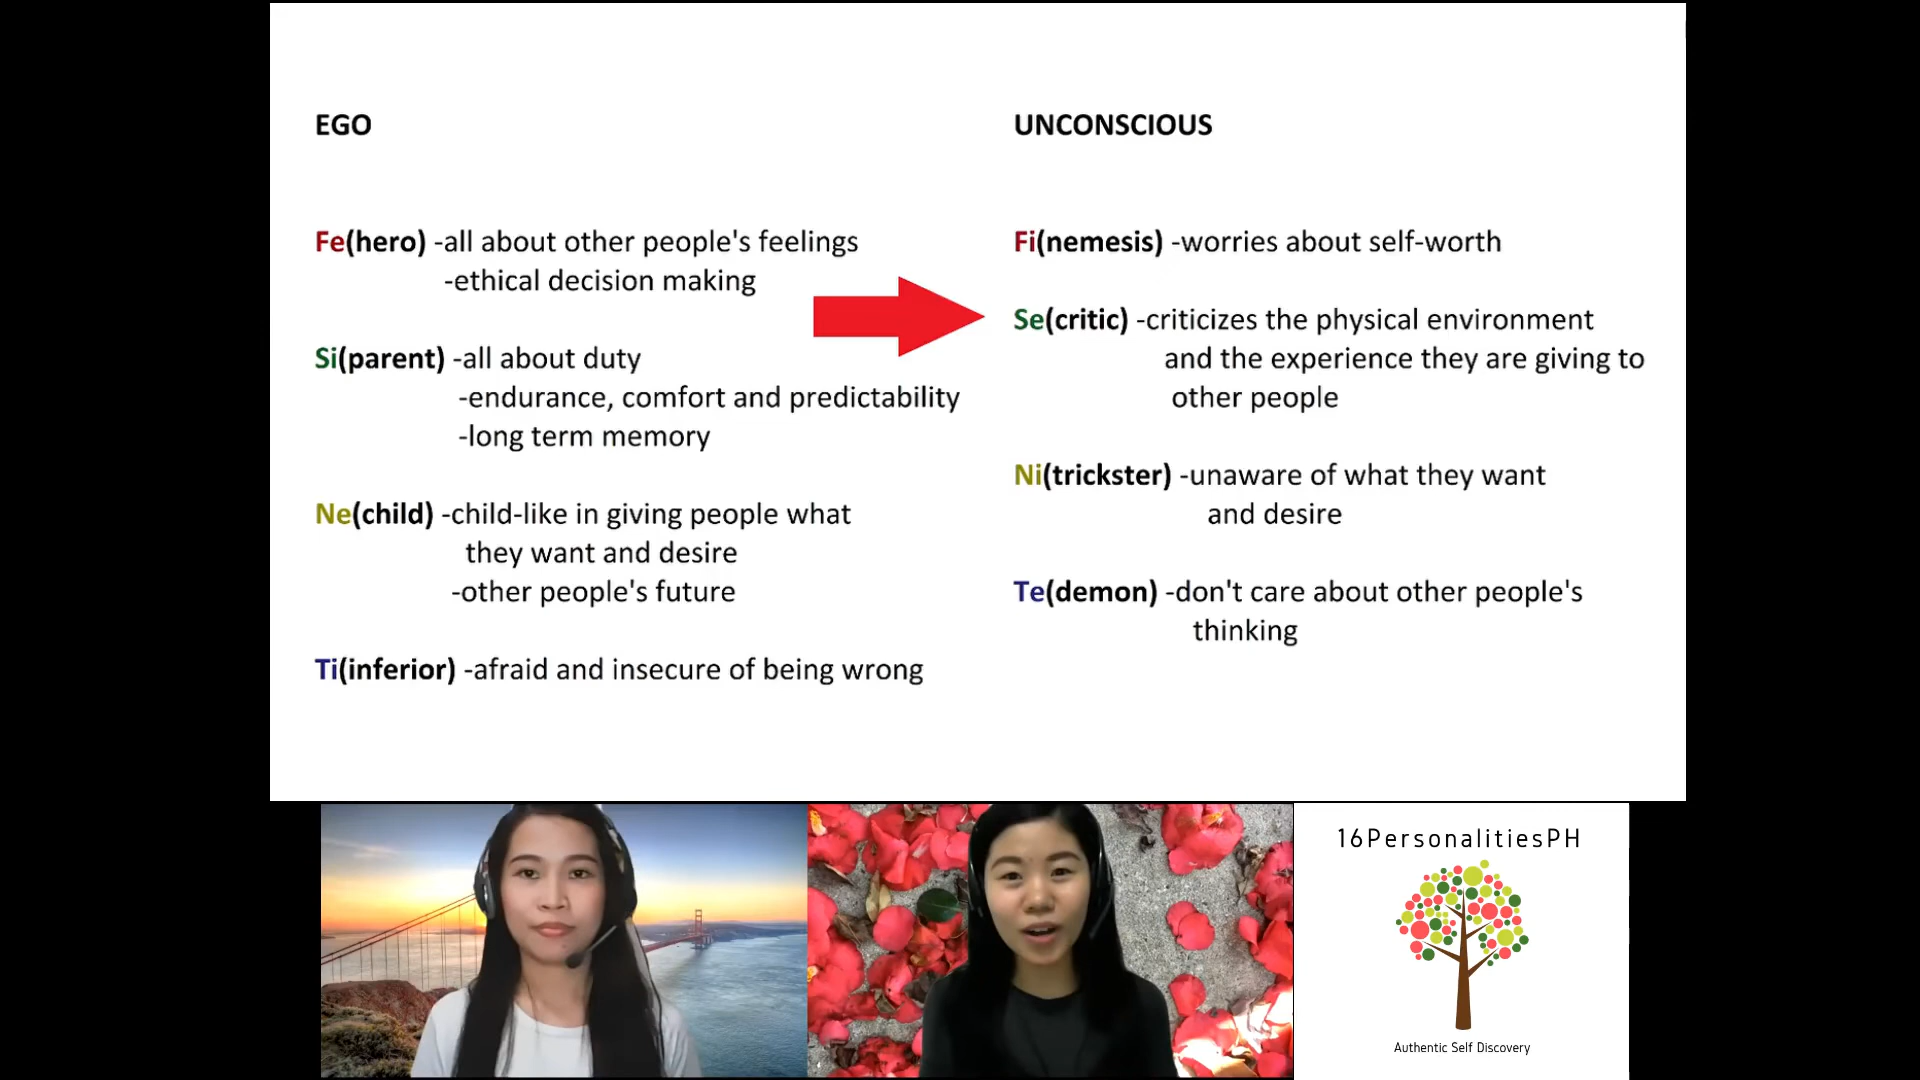 EGO
Fe(hero) -all about other people's feelings
-ethical decision making
Si(parent) -all about duty
-endurance, comfort and predictability
-long term memory
Ne(child) -child-like in giving people what
they want and desire
-other people's future
Ti(inferior) -afraid and insecure of being wrong
UNCONSCIOUS
Fi(nemesis) -worries about self-worth
Se(critic) -criticizes the physical environment
and the experience they are giving to
other people
Ni(trickster) -unaware of what they want
and desire
Te(demon) -don't care about other people's
thinking
16PersonalitiesPH
Authentic Self Discovery